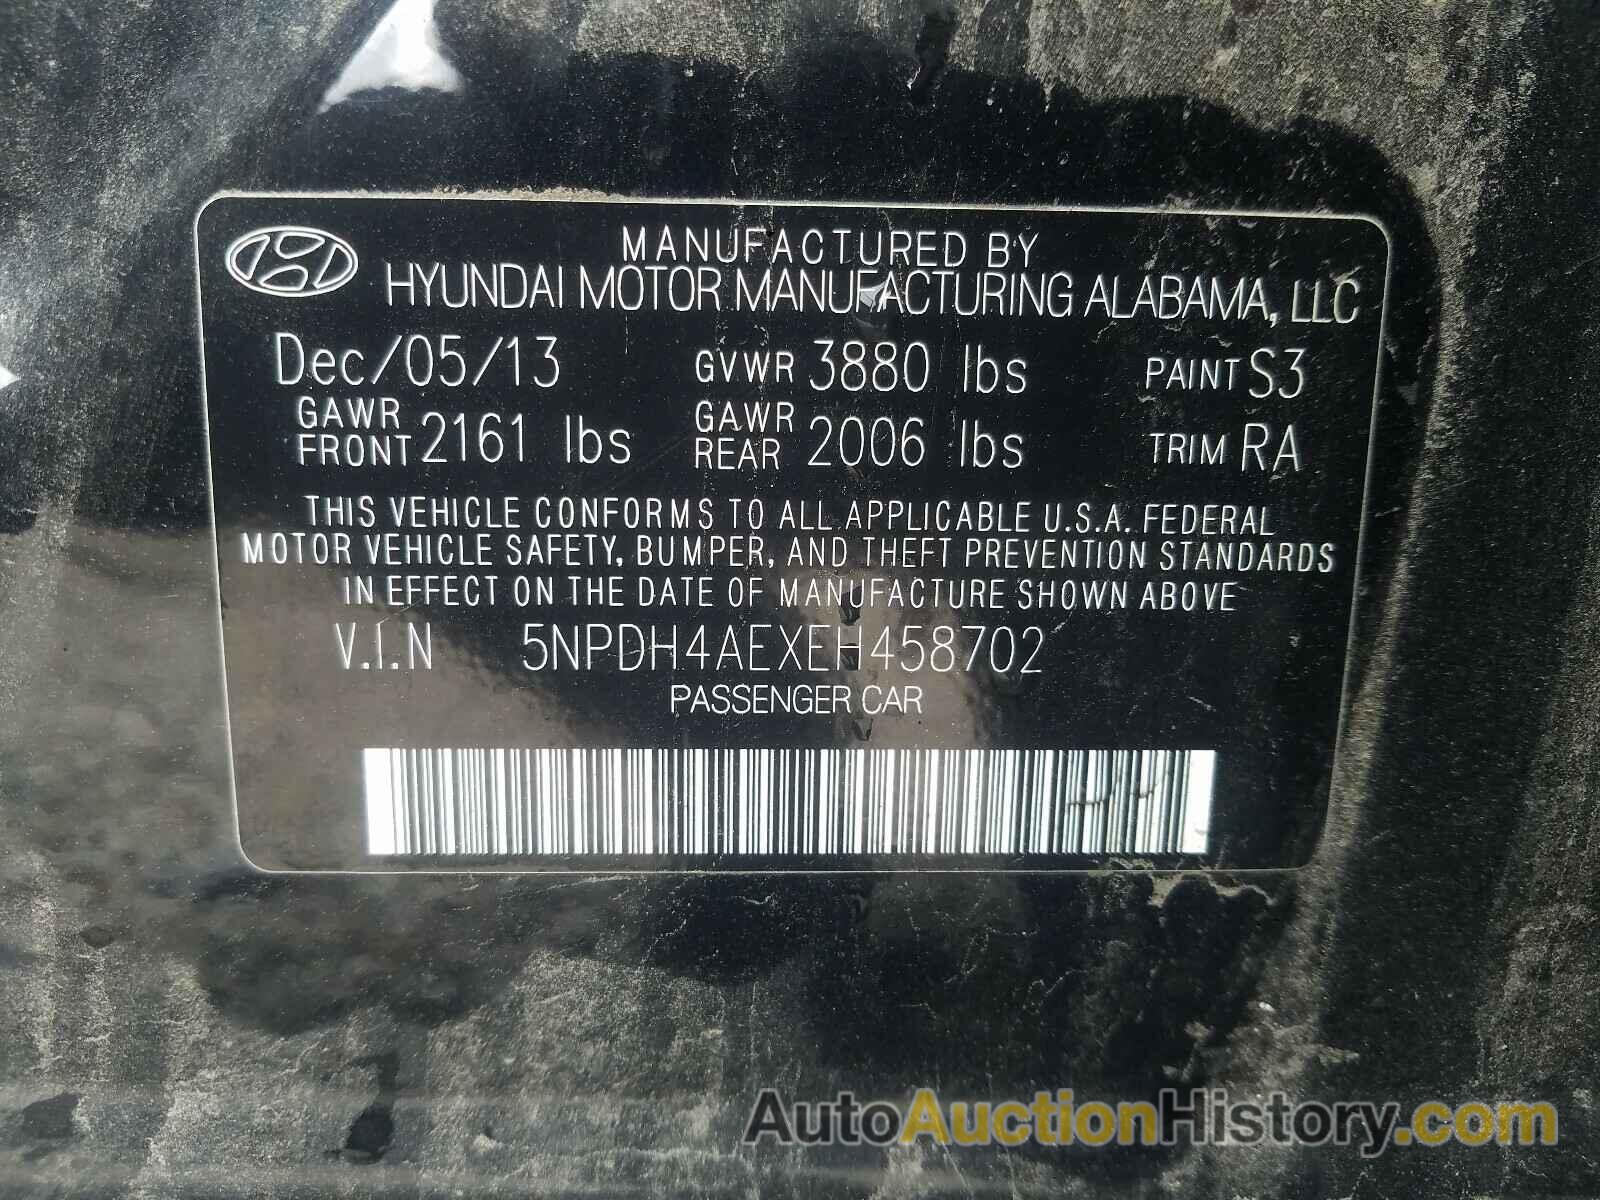 MANUFACTURED BY
HYUNDAI MOTOR MANUFACTURING ALABAMA, LLC
Dec/05/13 GVWR 3880 lbs PAINT S3
GAWR FRONT 2161 lbs GAWR REAR 2006 lbs TRIM RA
THIS VEHICLE CONFORMS TO ALL APPLICABLE U.S.A. FEDERAL
MOTOR VEHICLE SAFETY, BUMPER, AND THEFT PREVENTION STANDARDS
IN EFFECT ON THE DATE OF MANUFACTURE SHOWN ABOVE
V.I.N 5NPDH4AEXEH458702
PASSENGER CAR
AutoAuctionHistory.com